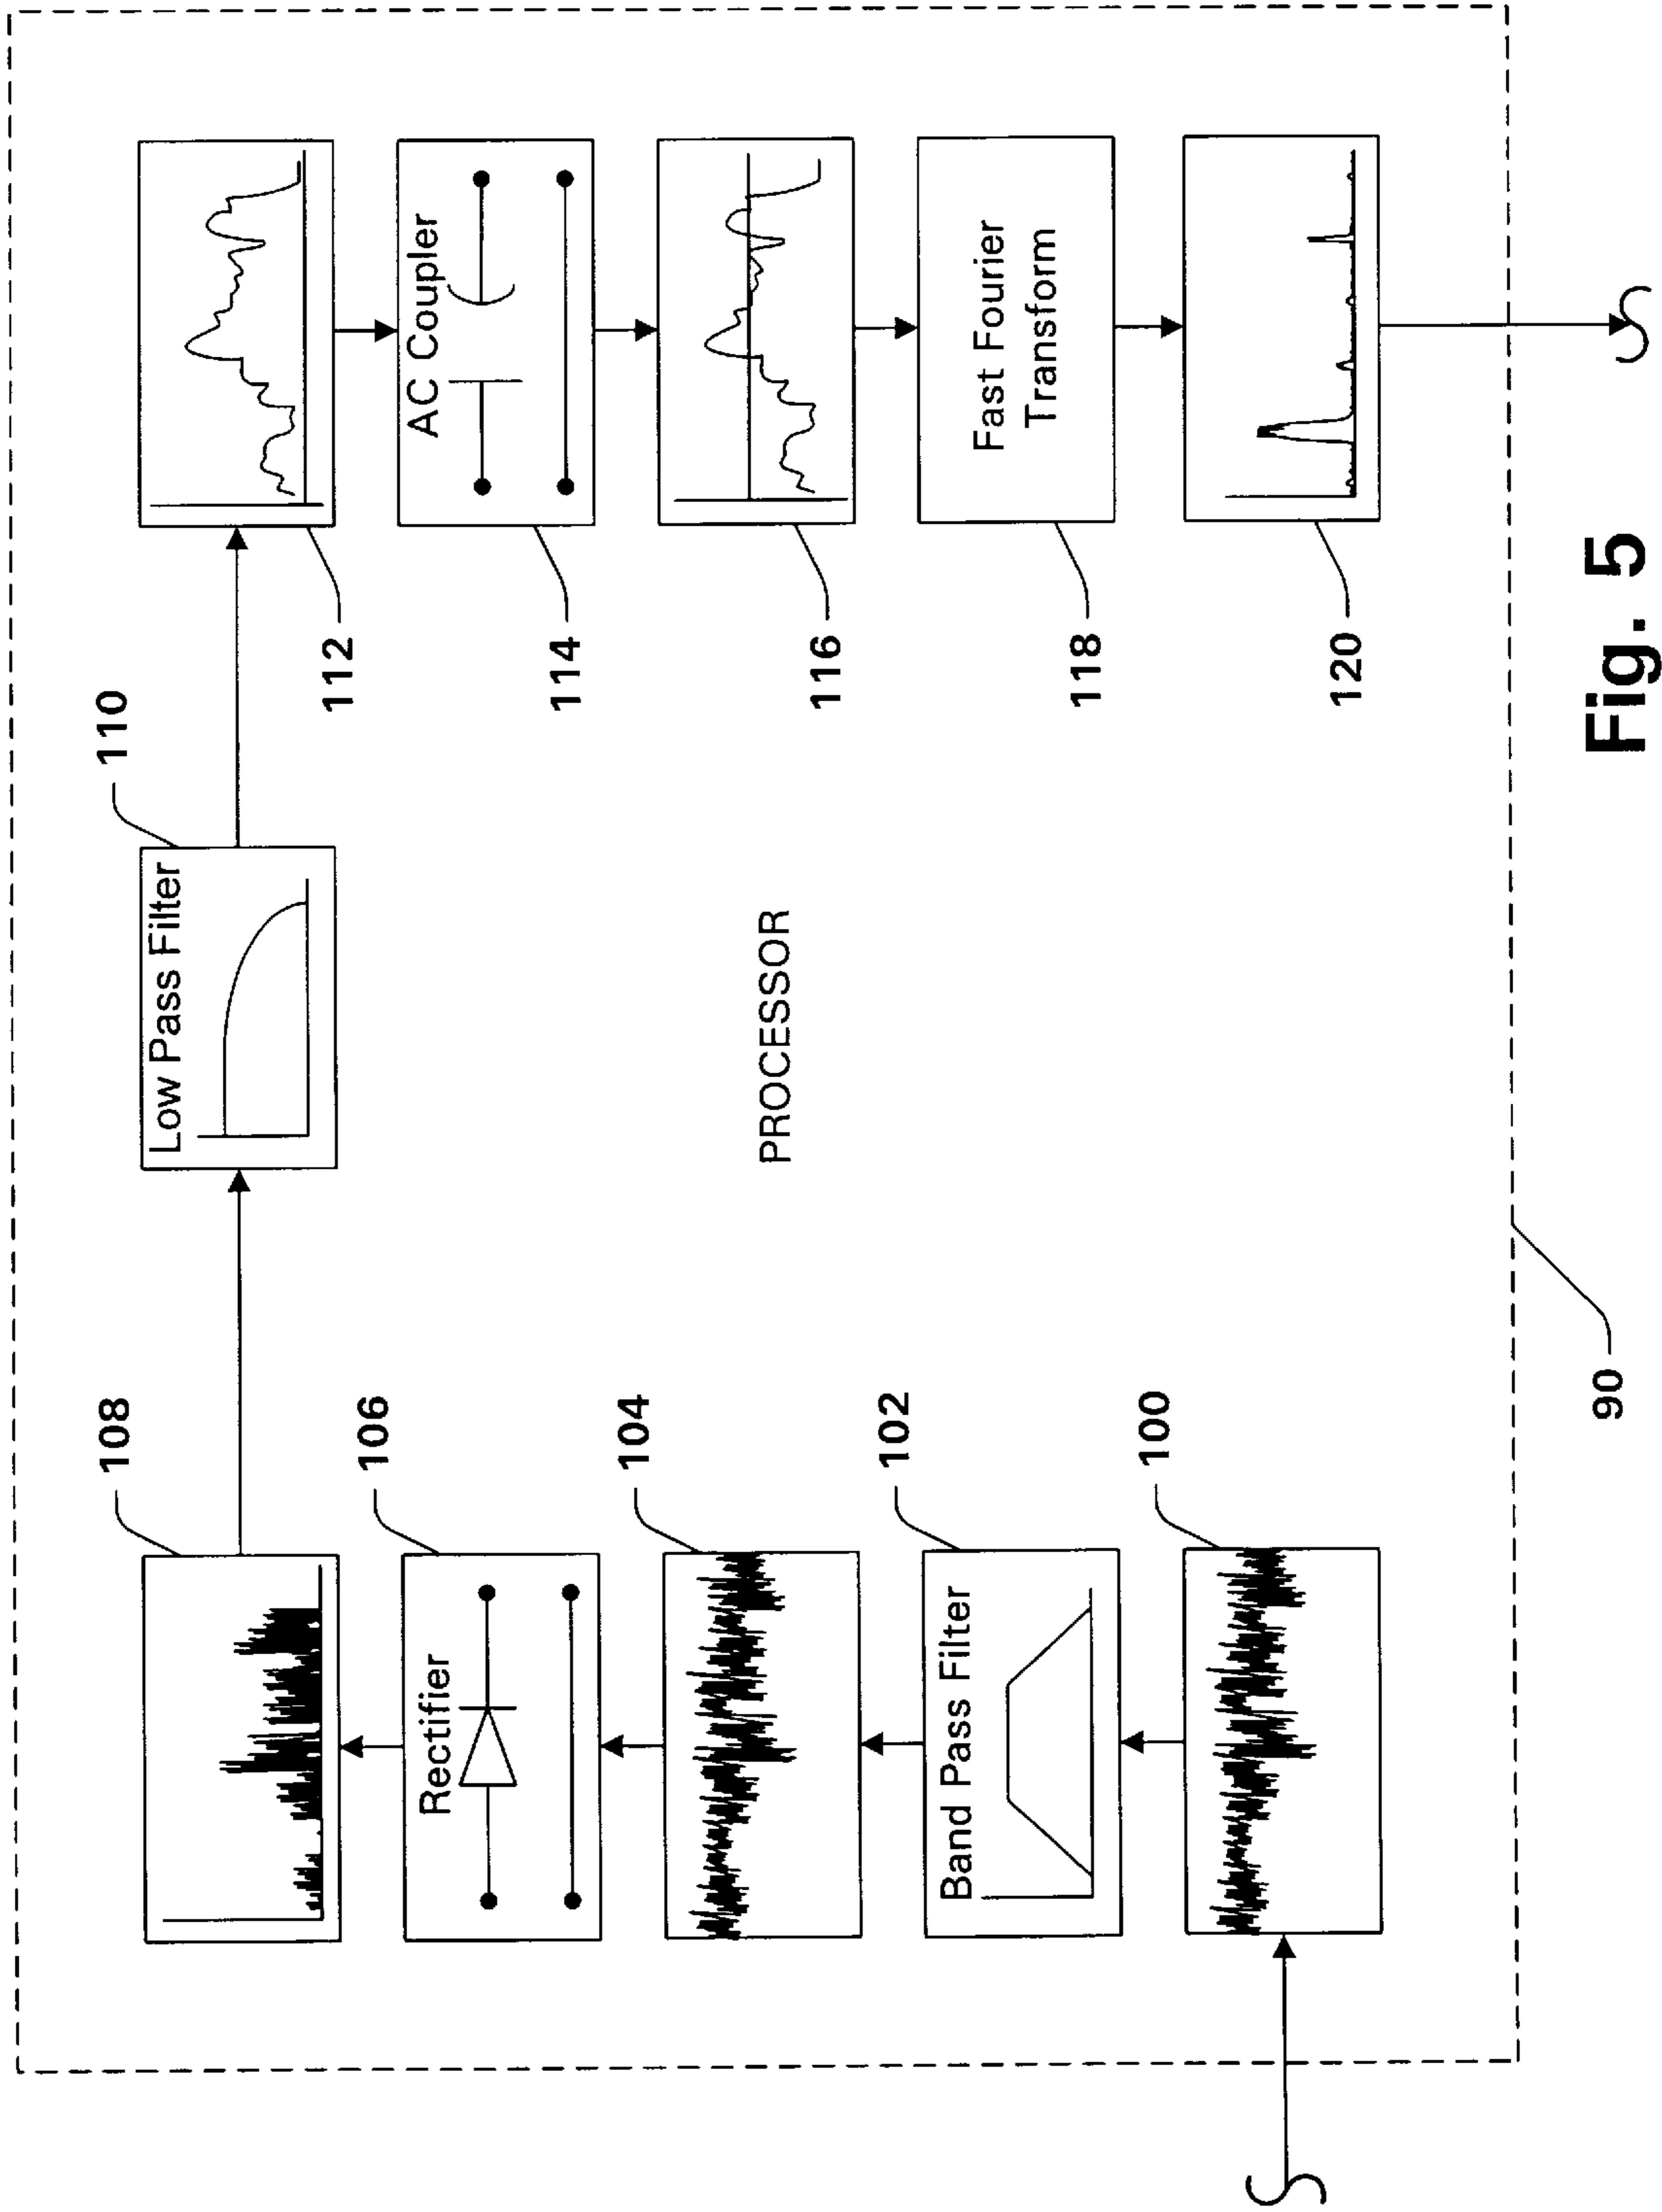 108
Rectifier
106
104
Band Pass Filter
102
100
Low Pass Filter
110
PROCESSOR
112
AC Coupler
114
116
Fast Fourier
Transform
118
120
90
Fig. 5